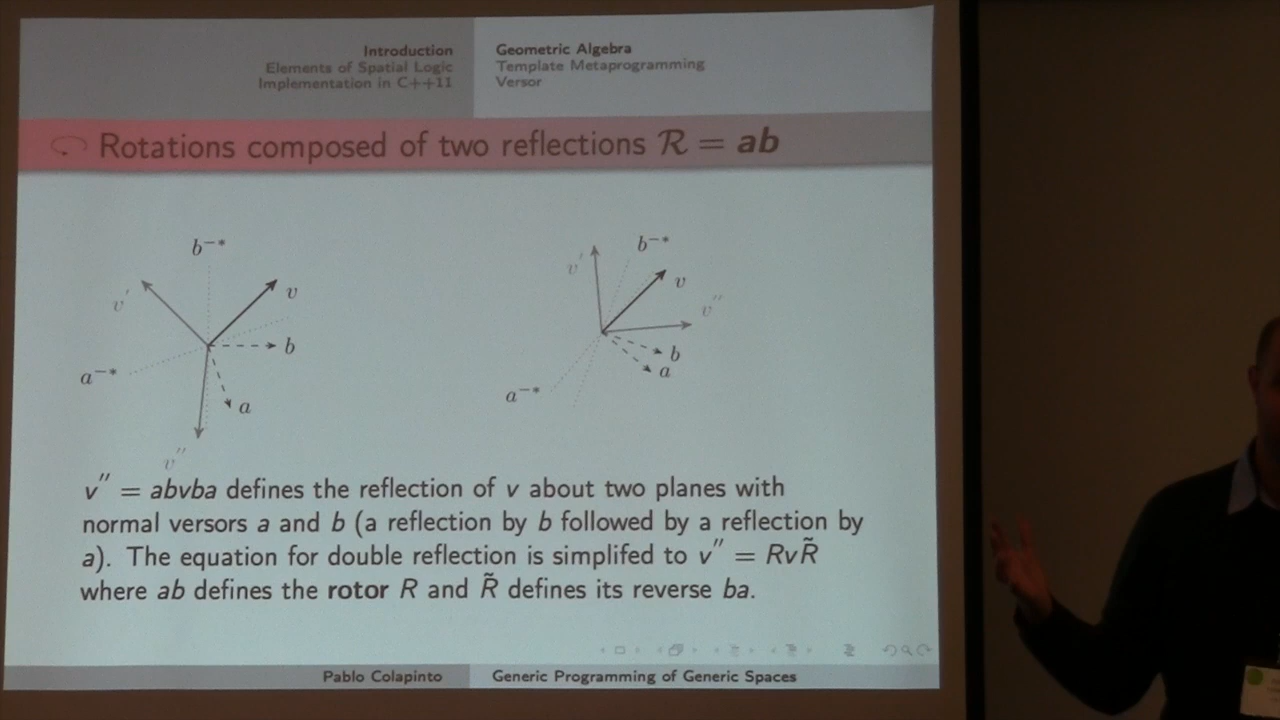 Introduction
Elements of Spatial Logic
Implementation in C++11
Geometric Algebra
Template Metaprogramming
Versor
Rotations composed of two reflections ℛ = ab
b⁻*
v′
v
b
a⁻*
a
v″
b⁻*
v′
v
v″
b
a
a⁻*
v″ = abvba defines the reflection of v about two planes with
normal versors a and b (a reflection by b followed by a reflection by
a). The equation for double reflection is simplifed to v″ = RvR̃
where ab defines the rotor R and R̃ defines its reverse ba.
Pablo Colapinto
Generic Programming of Generic Spaces